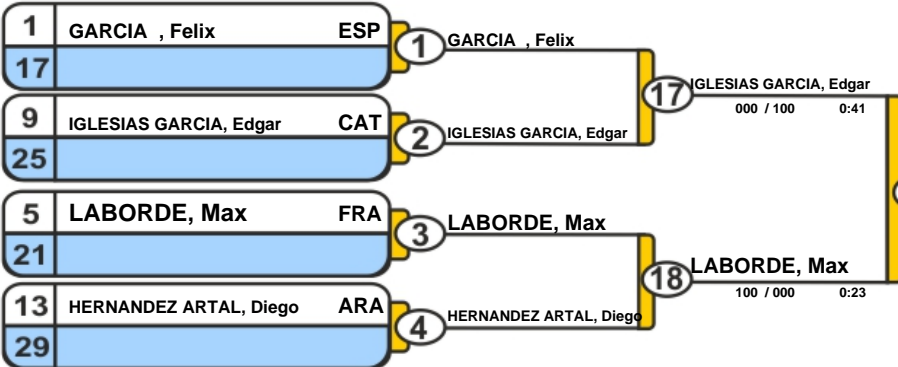 1 GARCIA , Felix ESP
17
1 GARCIA , Felix
9 IGLESIAS GARCIA, Edgar CAT
25
2 IGLESIAS GARCIA, Edgar
17 IGLESIAS GARCIA, Edgar
000 / 100 0:41
5 LABORDE, Max FRA
21
3 LABORDE, Max
13 HERNANDEZ ARTAL, Diego ARA
29
4 HERNANDEZ ARTAL, Diego
18 LABORDE, Max
100 / 000 0:23